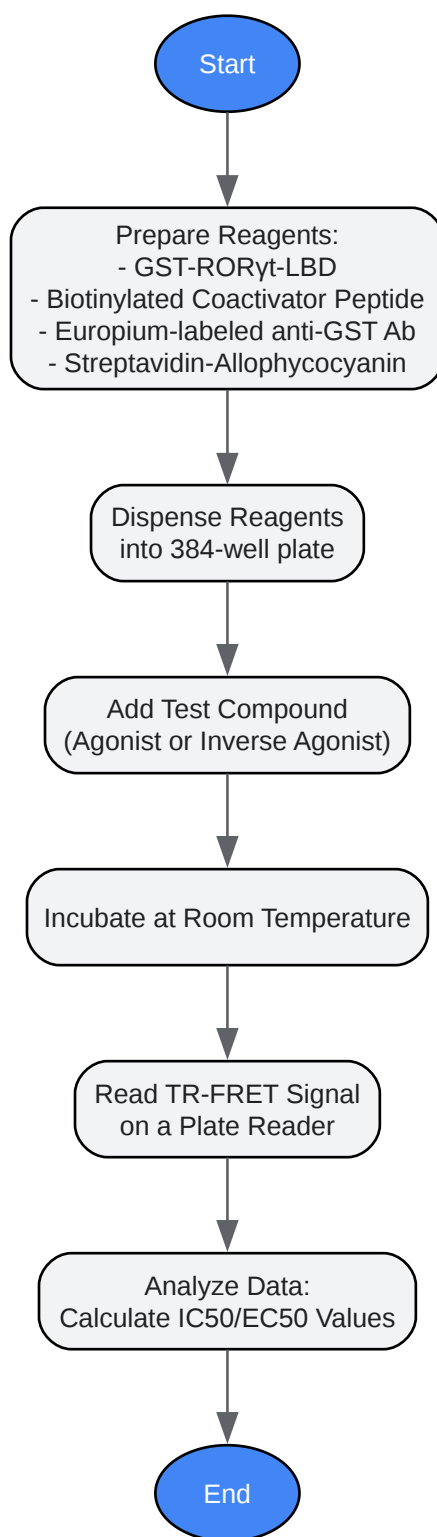 Start
Prepare Reagents:
- GST-RORγt-LBD
- Biotinylated Coactivator Peptide
- Europium-labeled anti-GST Ab
- Streptavidin-Allophycocyanin
Dispense Reagents
into 384-well plate
Add Test Compound
(Agonist or Inverse Agonist)
Incubate at Room Temperature
Read TR-FRET Signal
on a Plate Reader
Analyze Data:
Calculate IC50/EC50 Values
End